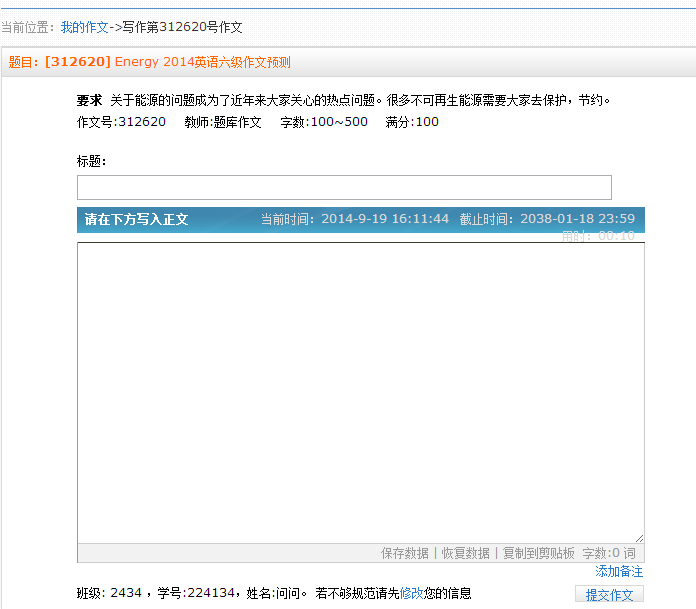 当前位置：我的作文->写作第312620号作文
题目：[312620] Energy 2014英语六级作文预测
要求 关于能源的问题成为了近年来大家关心的热点问题。很多不可再生能源需要大家去保护，节约。
作文号:312620 教师:题库作文 字数:100~500 满分:100
标题：
请在下方写入正文 当前时间：2014-9-19 16:11:44 截止时间：2038-01-18 23:59
用时：00:10
保存数据 | 恢复数据 | 复制到剪贴板 字数:0 词
添加备注
班级: 2434 ，学号:224134，姓名:问问。 若不够规范请先修改您的信息
提交作文